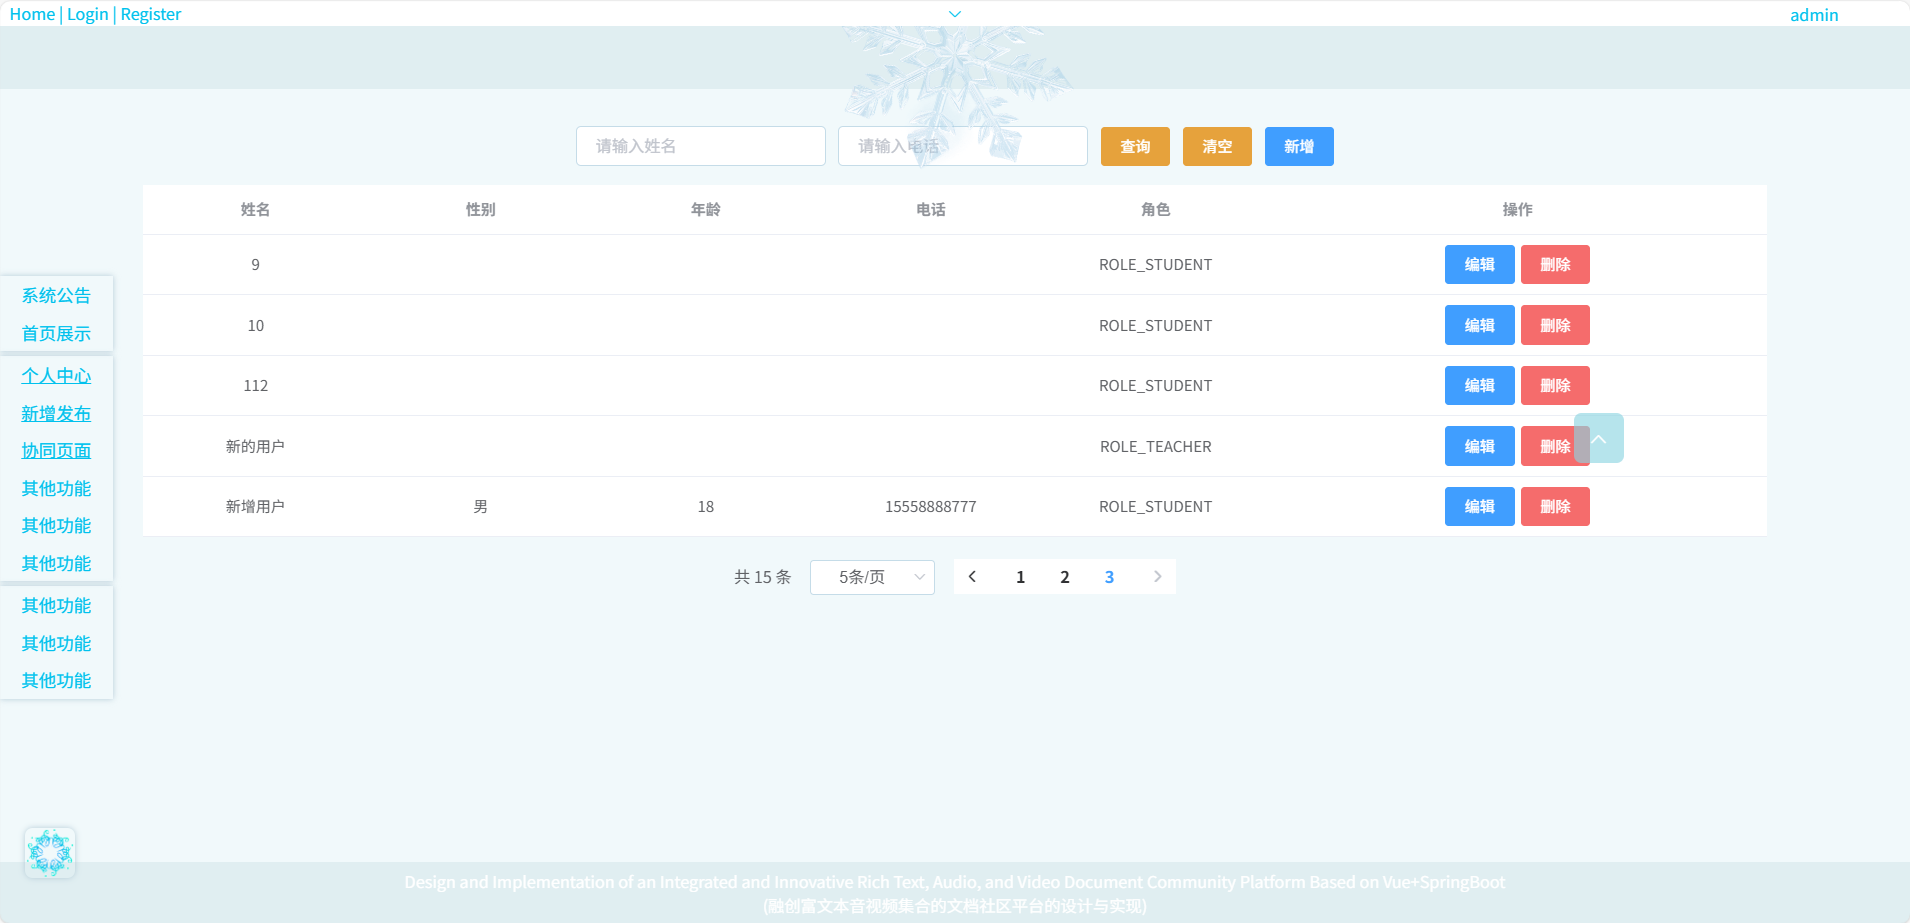 Home | Login | Register
admin
请输入姓名
请输入电话
查询
清空
新增
姓名 性别 年龄 电话 角色 操作
9 ROLE_STUDENT 编辑 删除
10 ROLE_STUDENT 编辑 删除
112 ROLE_STUDENT 编辑 删除
新的用户 ROLE_TEACHER 编辑 删除
新增用户 男 18 15558888777 ROLE_STUDENT 编辑 删除
共 15 条 5条/页 1 2 3
系统公告
首页展示
个人中心
新增发布
协同页面
其他功能
其他功能
其他功能
其他功能
其他功能
其他功能
Design and Implementation of an Integrated and Innovative Rich Text, Audio, and Video Document Community Platform Based on Vue+SpringBoot
(融创富文本音视频集合的文档社区平台的设计与实现)